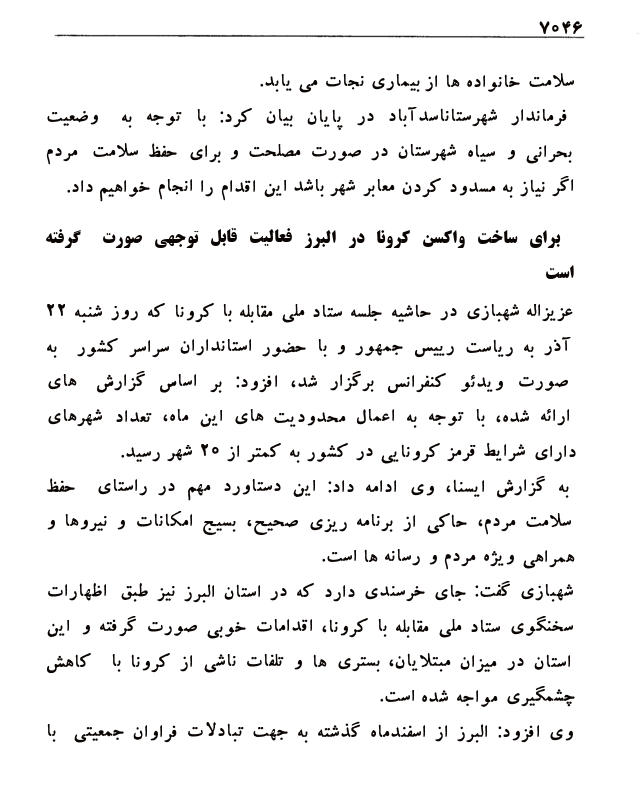 ۷۰۴۶
سلامت خانواده ها از بیماری نجات می یابد.
فرماندار شهرستاناسدآباد در پایان بیان کرد: با توجه به وضعیت
بحرانی و سیاه شهرستان در صورت مصلحت و برای حفظ سلامت مردم
اگر نیاز به مسدود کردن معابر شهر باشد این اقدام را انجام خواهیم داد.
برای ساخت واکسن کرونا در البرز فعالیت قابل توجهی صورت گرفته
است
عزیزاله شهبازی در حاشیه جلسه ستاد ملی مقابله با کرونا که روز شنبه ۲۲
آذر به ریاست رییس جمهور و با حضور استانداران سراسر کشور به
صورت ویدئو کنفرانس برگزار شد، افزود: بر اساس گزارش های
ارائه شده، با توجه به اعمال محدودیت های این ماه، تعداد شهرهای
دارای شرایط قرمز کرونایی در کشور به کمتر از ۲۰ شهر رسید.
به گزارش ایسنا، وی ادامه داد: این دستاورد مهم در راستای حفظ
سلامت مردم، حاکی از برنامه ریزی صحیح، بسیج امکانات و نیروها و
همراهی ویژه مردم و رسانه ها است.
شهبازی گفت: جای خرسندی دارد که در استان البرز نیز طبق اظهارات
سخنگوی ستاد ملی مقابله با کرونا، اقدامات خوبی صورت گرفته و این
استان در میزان مبتلایان، بستری ها و تلفات ناشی از کرونا با کاهش
چشمگیری مواجه شده است.
وی افزود: البرز از اسفندماه گذشته به جهت تبادلات فراوان جمعیتی با